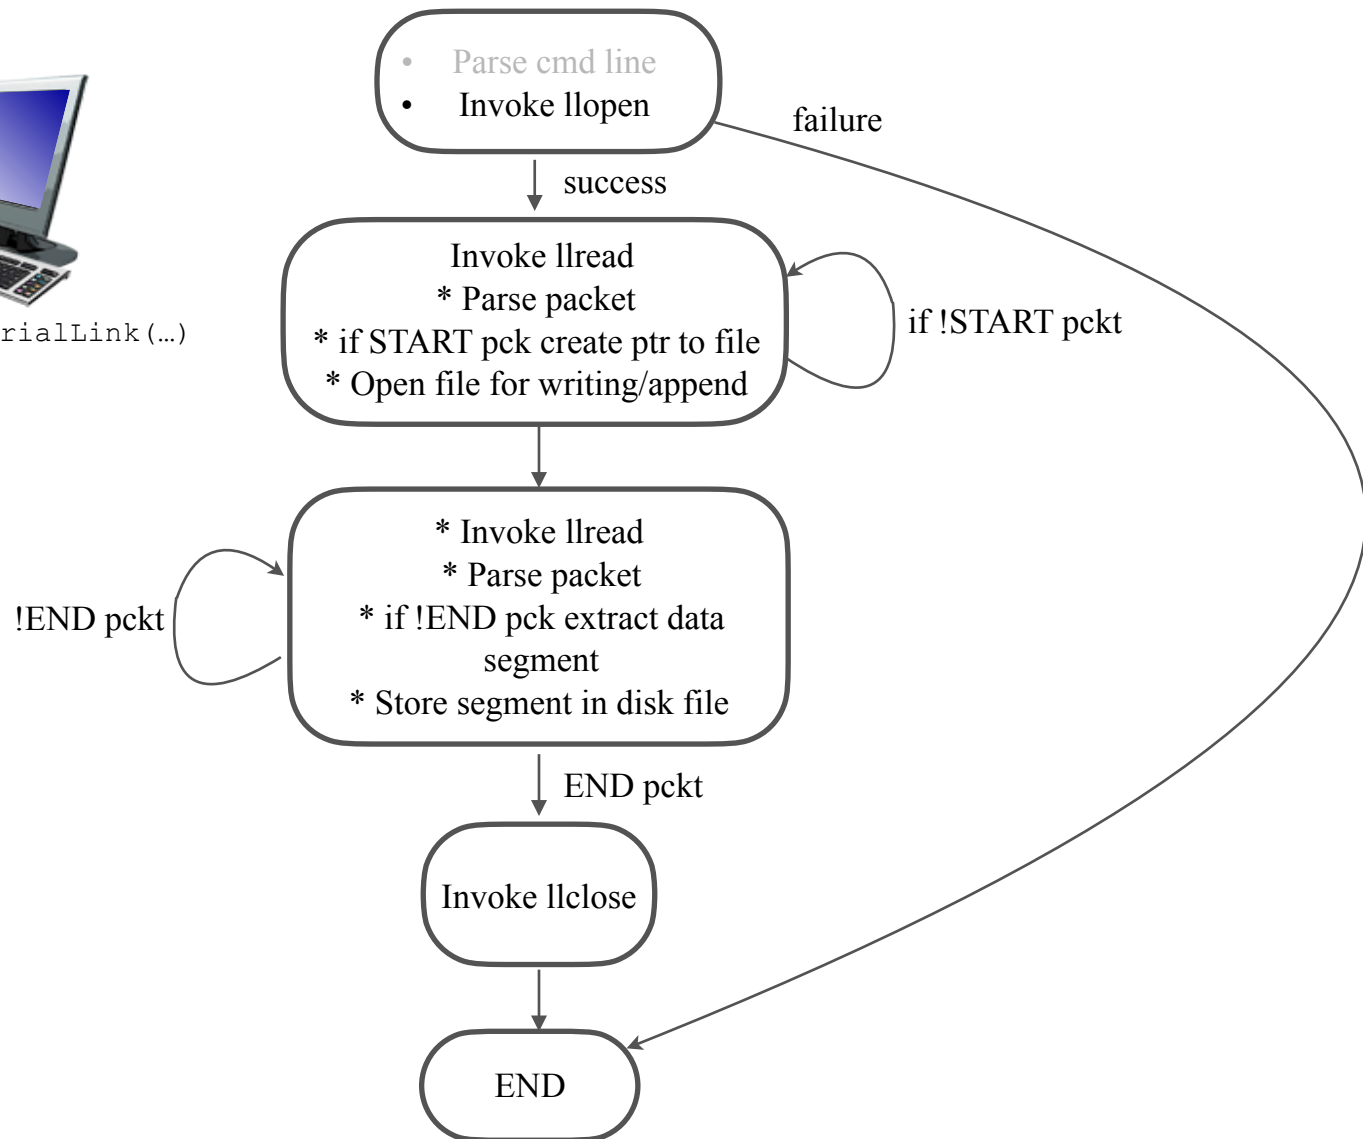 • Parse cmd line
• Invoke llopen
failure
success
Invoke llread
* Parse packet
* if START pck create ptr to file
* Open file for writing/append
if !START pckt
rialLink(…)
* Invoke llread
* Parse packet
* if !END pck extract data
segment
* Store segment in disk file
!END pckt
END pckt
Invoke llclose
END